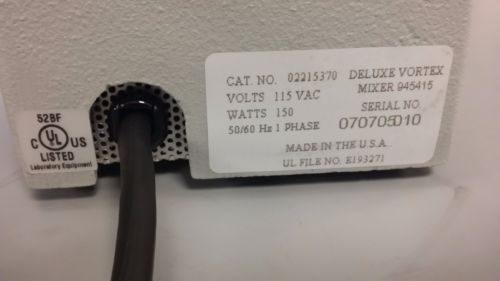 52BF
C UL US
LISTED
Laboratory Equipment
CAT. NO. 02215370 DELUXE VORTEX
MIXER 945415
VOLTS 115 VAC
WATTS 150 SERIAL NO.
50/60 Hz 1 PHASE 070705010
MADE IN THE U.S.A.
UL FILE NO. E193271